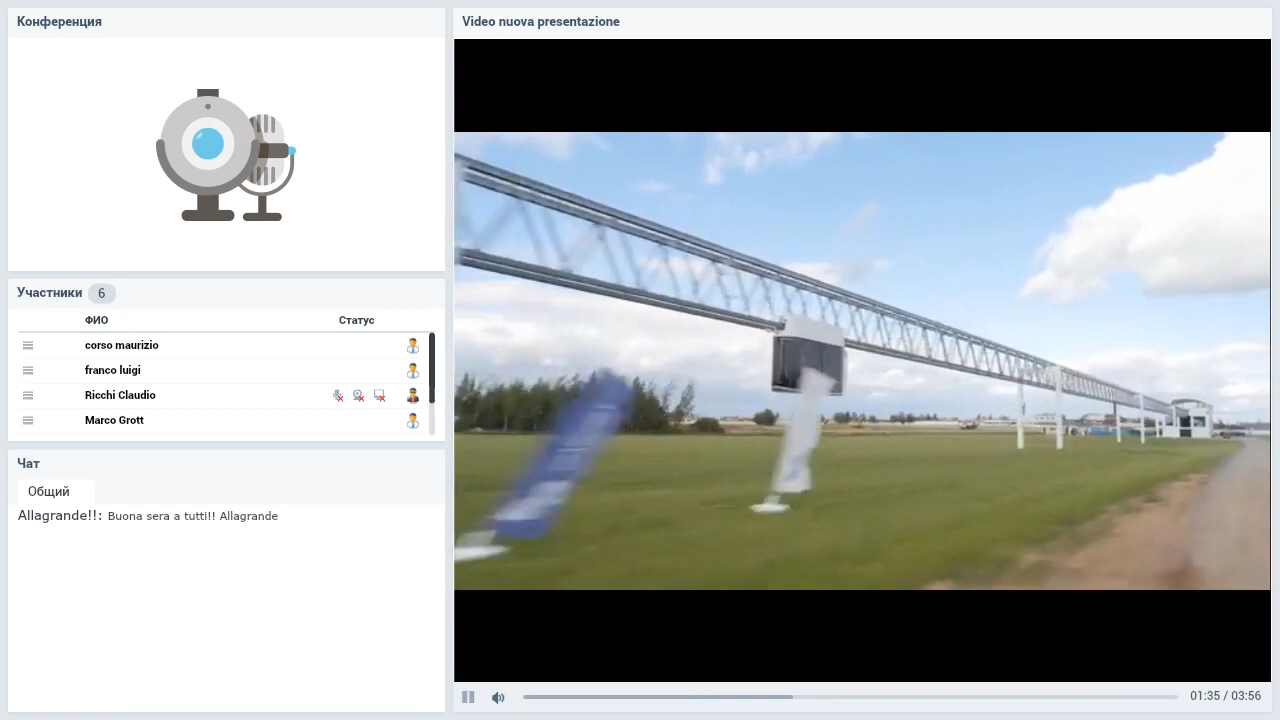 Конференция
Участники 6
ФИО Статус
corso maurizio
franco luigi
Ricchi Claudio
Marco Grott
Чат
Общий
Allagrande!!: Buona sera a tutti!! Allagrande
Video nuova presentazione
01:35 / 03:56